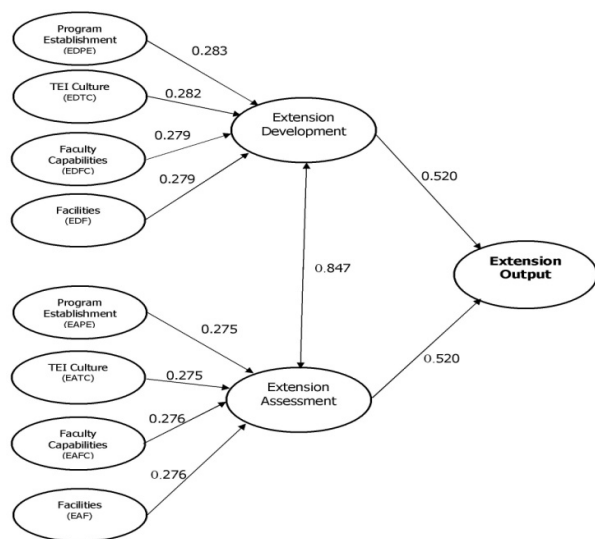 Program
Establishment
(EDPE)
0.283
TEI Culture
(EDTC)
0.282
Extension
Development
Faculty
Capabilities
(EDFC)
0.279
Facilities
(EDF)
0.279
0.520
0.847
Extension
Output
Program
Establishment
(EAPE)
0.275
TEI Culture
(EATC)
0.275
Extension
Assessment
0.520
Faculty
Capabilities
(EAFC)
0.276
Facilities
(EAF)
0.276